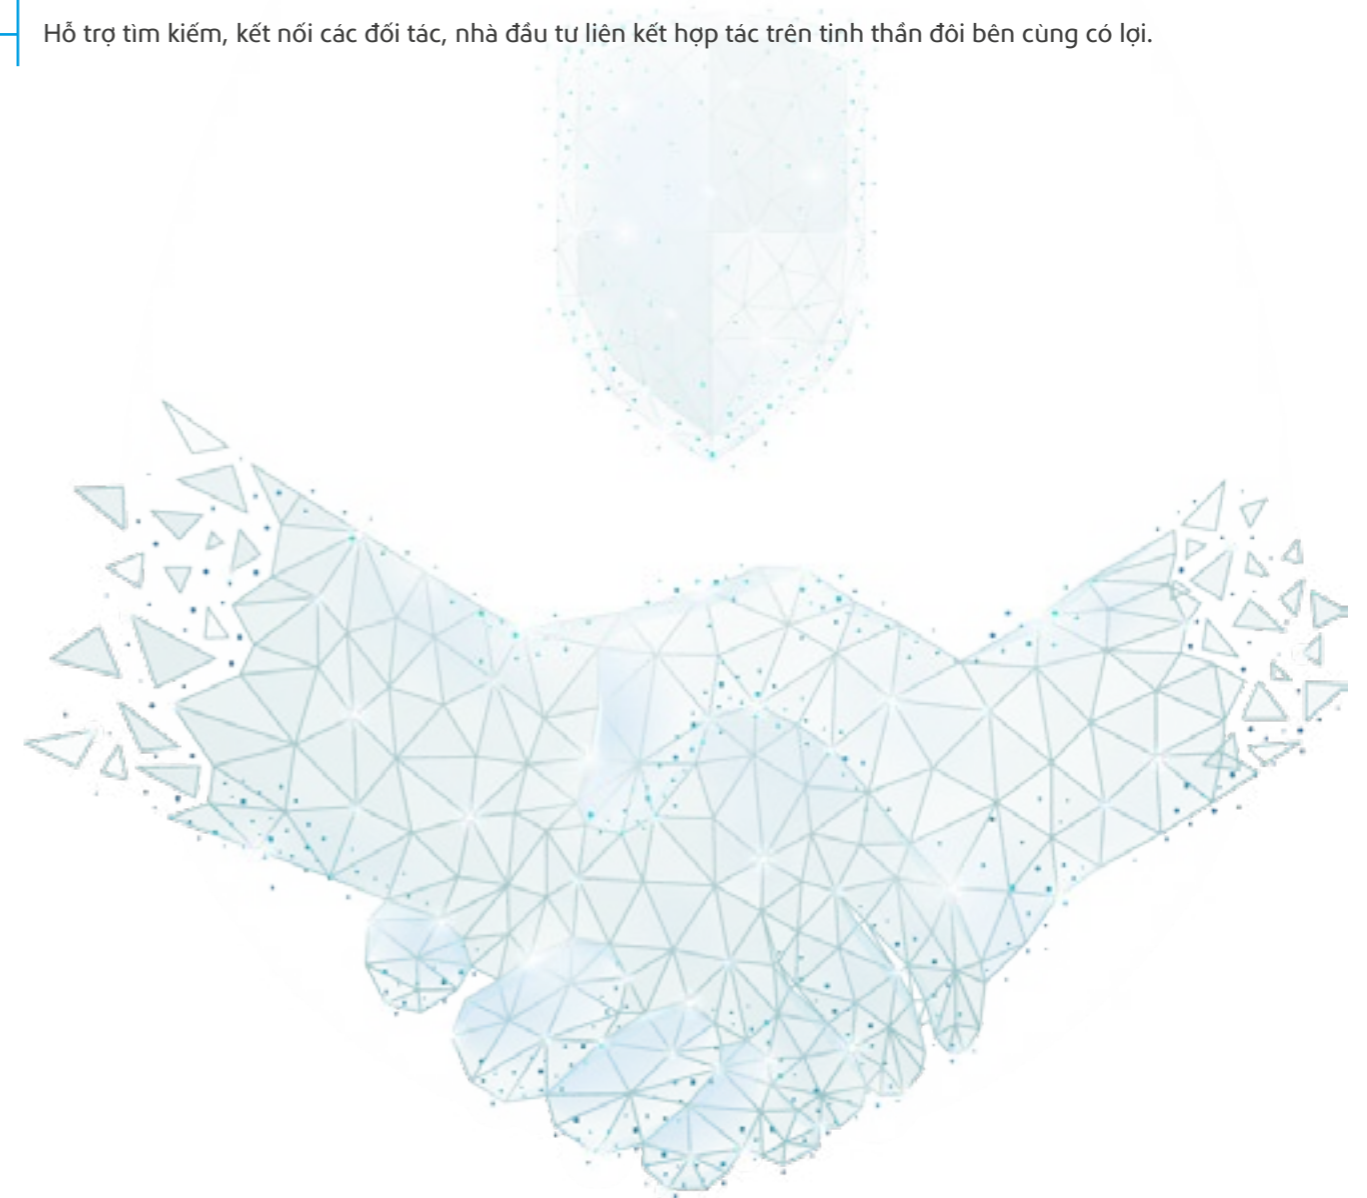 Hỗ trợ tìm kiếm, kết nối các đối tác, nhà đầu tư liên kết hợp tác trên tinh thần đôi bên cùng có lợi.